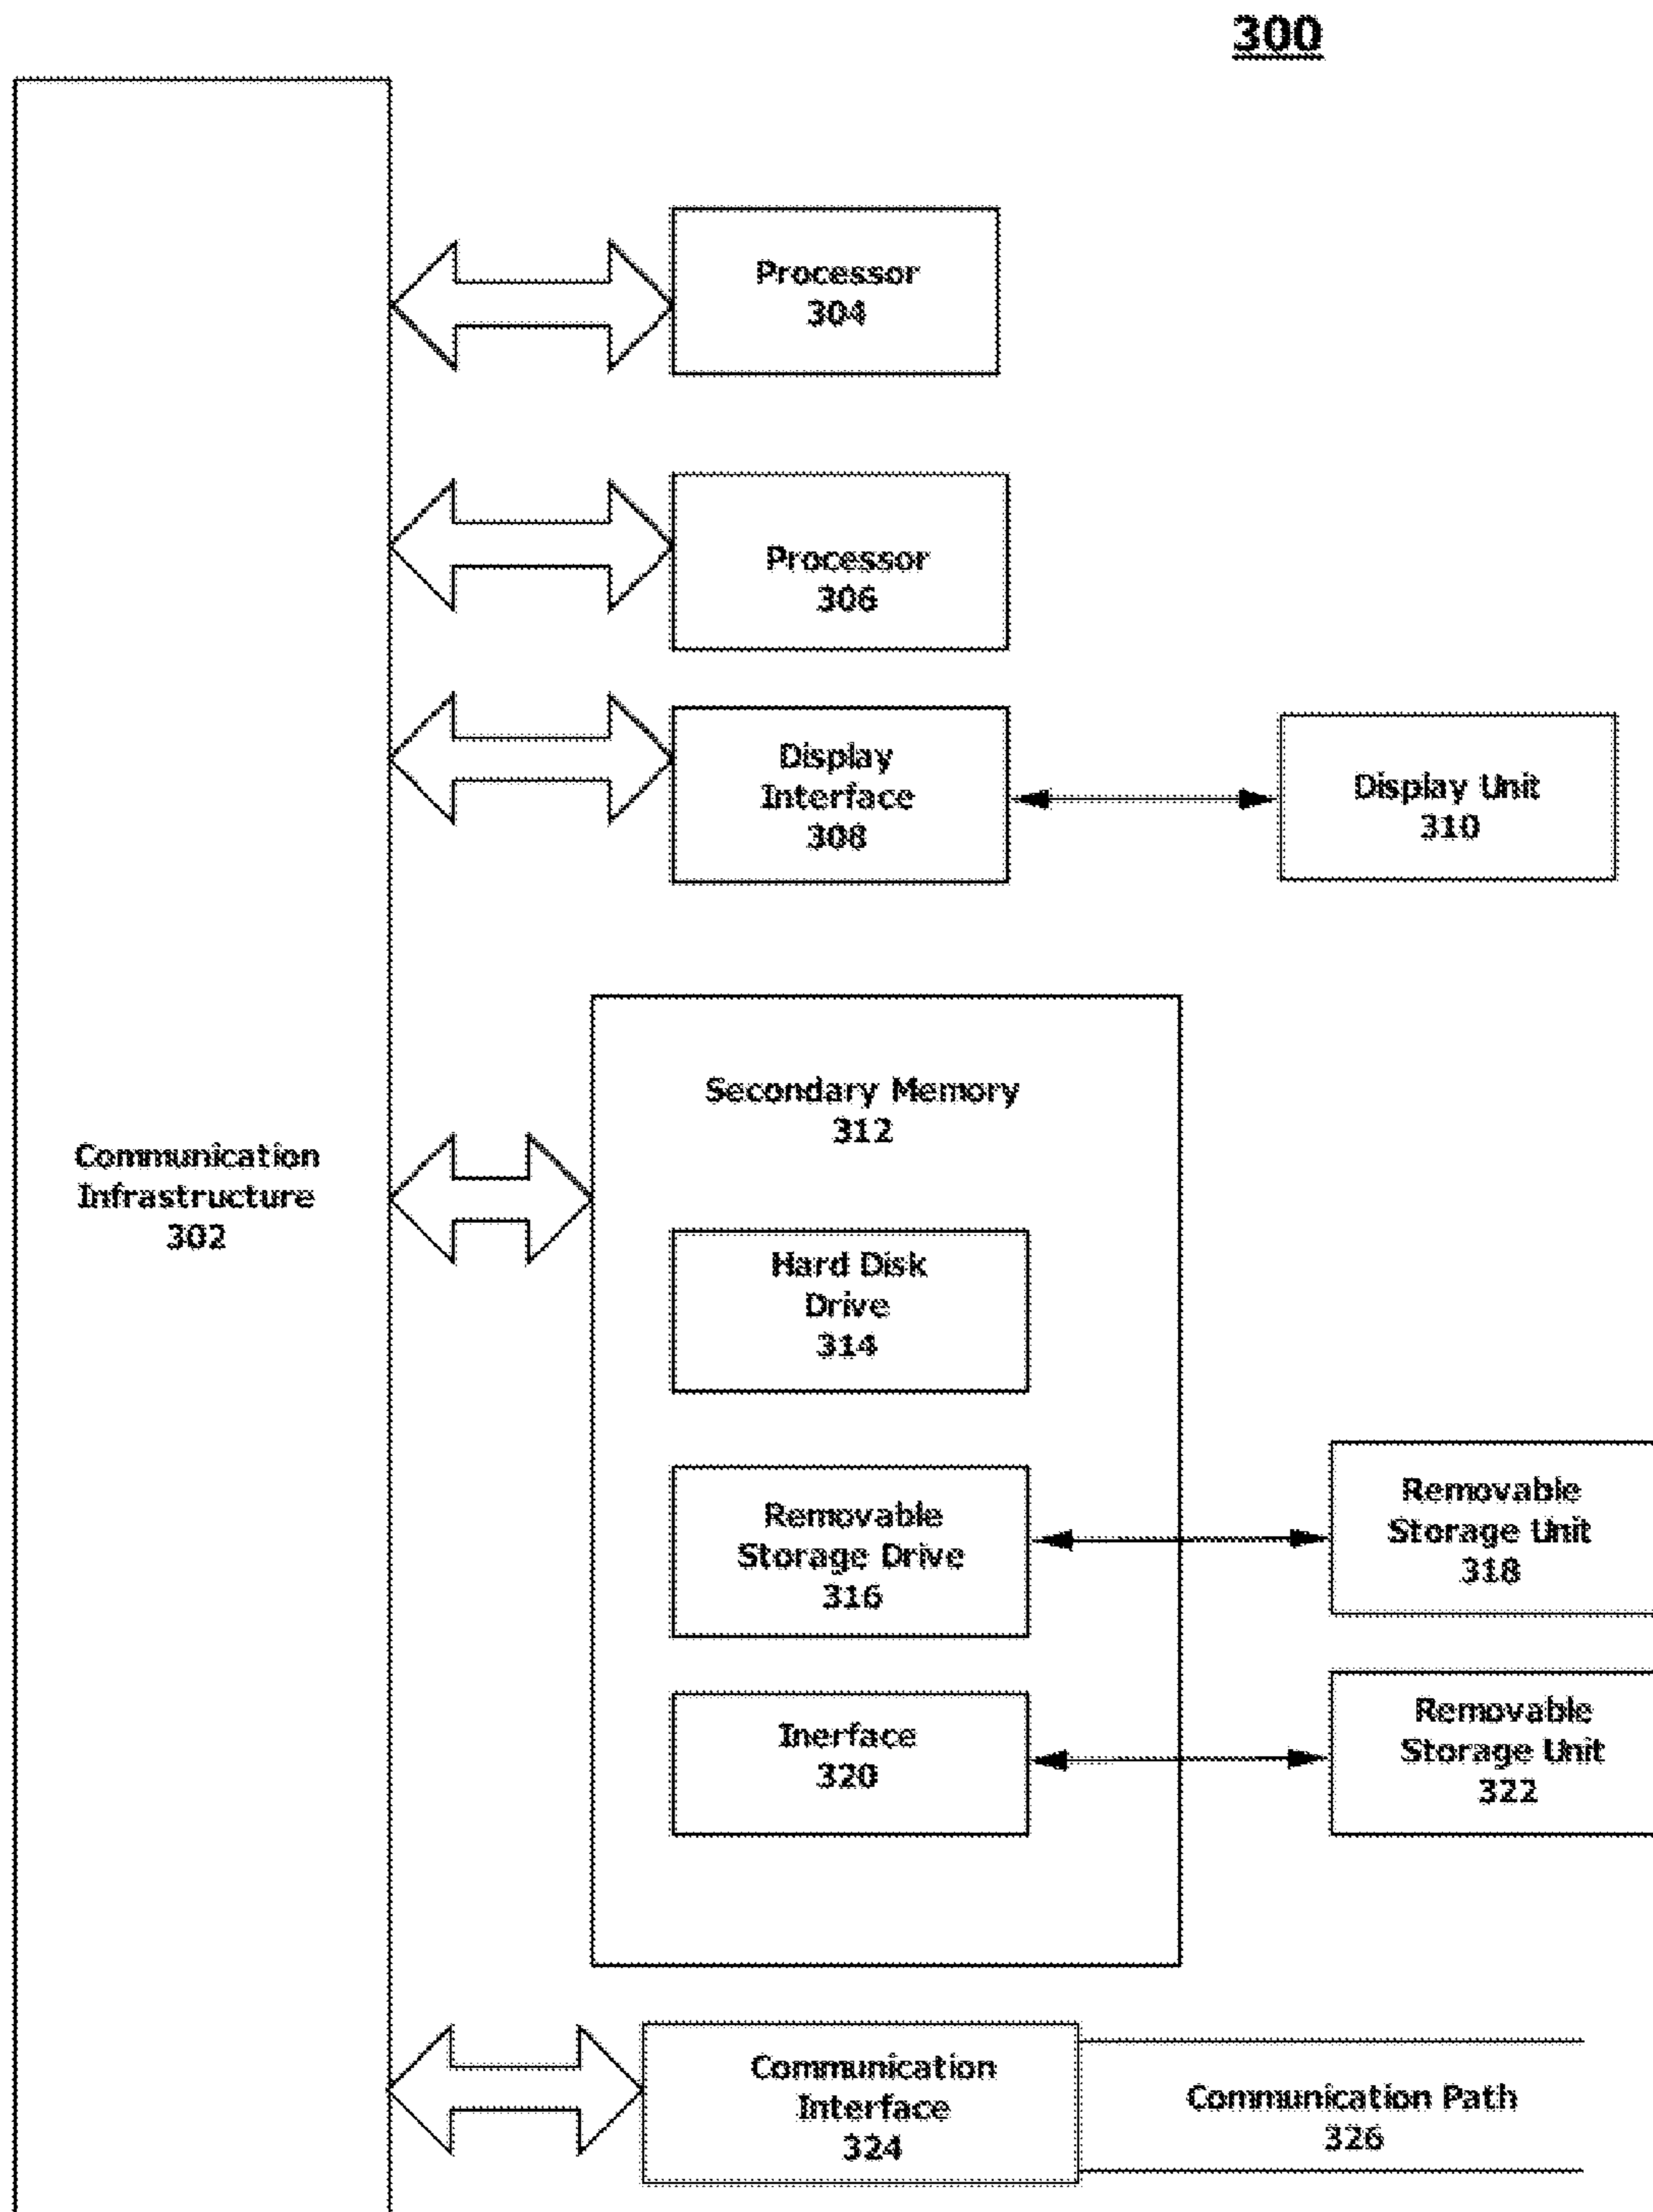 300
Processor
304
Processor
306
Display
Interface
308
Display Unit
310
Secondary Memory
312
Communication
Infrastructure
302
Hard Disk
Drive
314
Removable
Storage Drive
316
Removable
Storage Unit
318
Inerface
320
Removable
Storage Unit
322
Communication
Interface
324
Communication Path
326